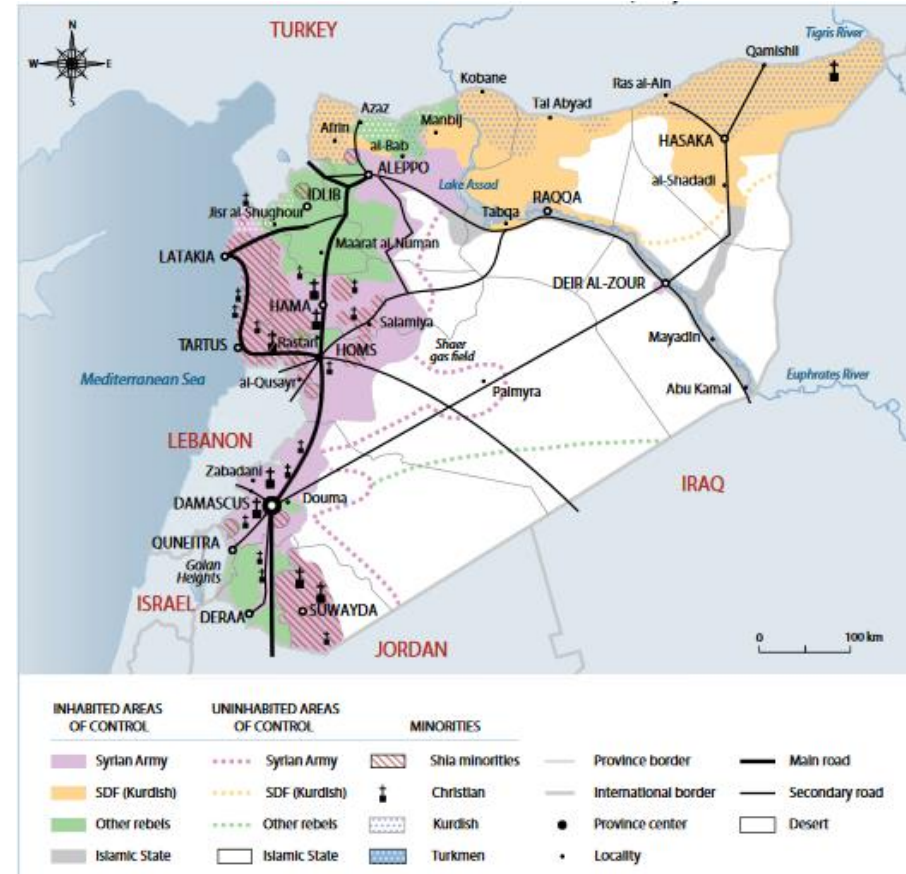 TURKEY
Tigris River
N
W
E
S
Qamishli
Kobane
Ras al-Ain
Tal Abyad
Azaz
Afrin
Manbij
al-Bab
HASAKA
ALEPPO
Lake Assad
al-Shadadi
IDLIB
RAQQA
Jisr al-Shughour
Tabqa
Maarat al-Numan
LATAKIA
DEIR AL-ZOUR
HAMA
Salamiya
TARTUS
Rastan
HOMS
Shaer
gas field
Mayadin
Mediterranean Sea
al-Qusayr
Palmyra
Abu Kamal
Euphrates River
LEBANON
Zabadani
IRAQ
DAMASCUS
Douma
QUNEITRA
Golan
Heights
ISRAEL
DERAA
SUWAYDA
JORDAN
0 100 km
INHABITED AREAS
OF CONTROL
Syrian Army
SDF (Kurdish)
Other rebels
Islamic State
UNINHABITED AREAS
OF CONTROL
Syrian Army
SDF (Kurdish)
Other rebels
Islamic State
MINORITIES
Shia minorities
Christian
Kurdish
Turkmen
Province border
International border
Province center
Locality
Main road
Secondary road
Desert